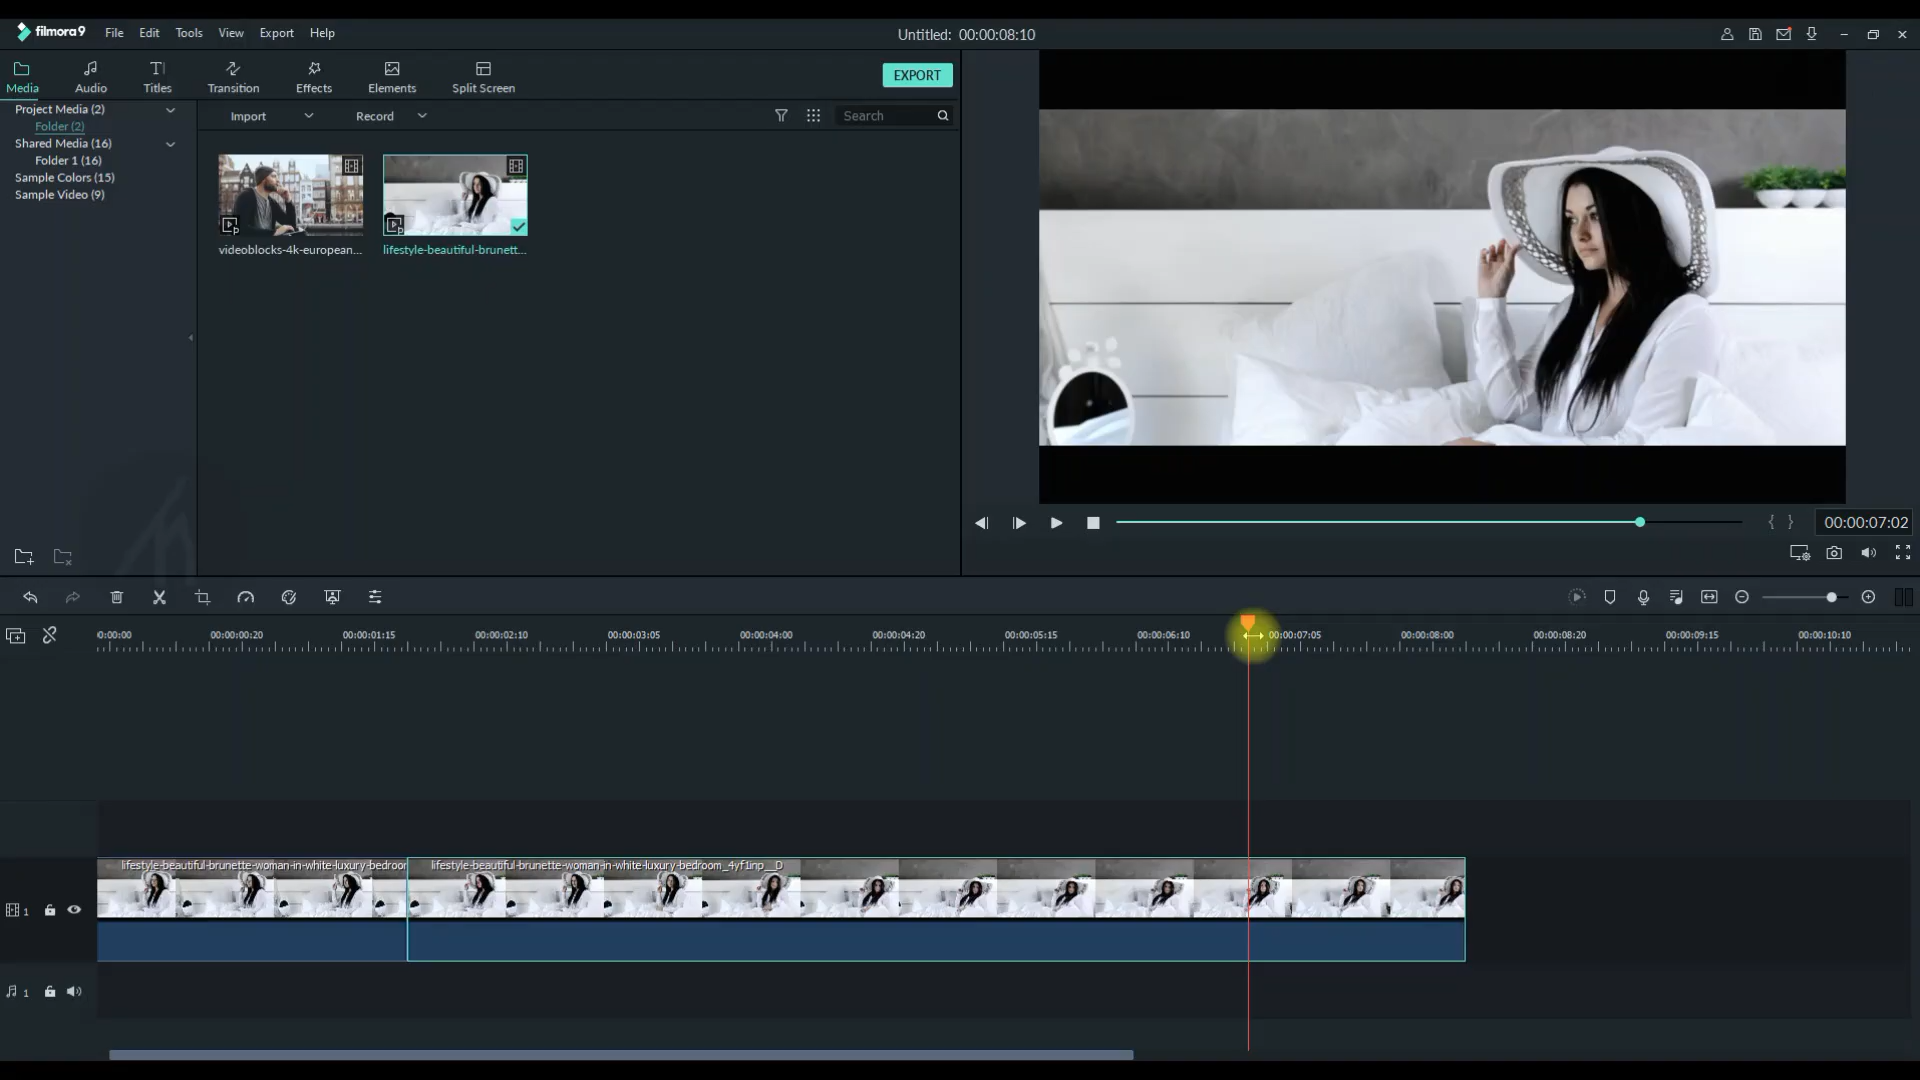 filmora9 File Edit Tools View Export Help
Untitled: 00:00:08:10
Media Audio Titles Transition Effects Elements Split Screen
EXPORT
Project Media (2)
Folder (2)
Shared Media (16)
Folder 1 (16)
Sample Colors (15)
Sample Video (9)
Import Record Search
videoblocks-4k-european...
lifestyle-beautiful-brunett...
{ } 00:00:07:02
0:00:00 00:00:00:20 00:00:01:15 00:00:02:10 00:00:03:05 00:00:04:00 00:00:04:20 00:00:05:15 00:00:06:10 00:00:07:05 00:00:08:00 00:00:08:20 00:00:09:15 00:00:10:10
lifestyle-beautiful-brunette-woman-in-white-luxury-bedroor lifestyle-beautiful-brunette-woman-in-white-luxury-bedroom_4yf1inp__D
1
1